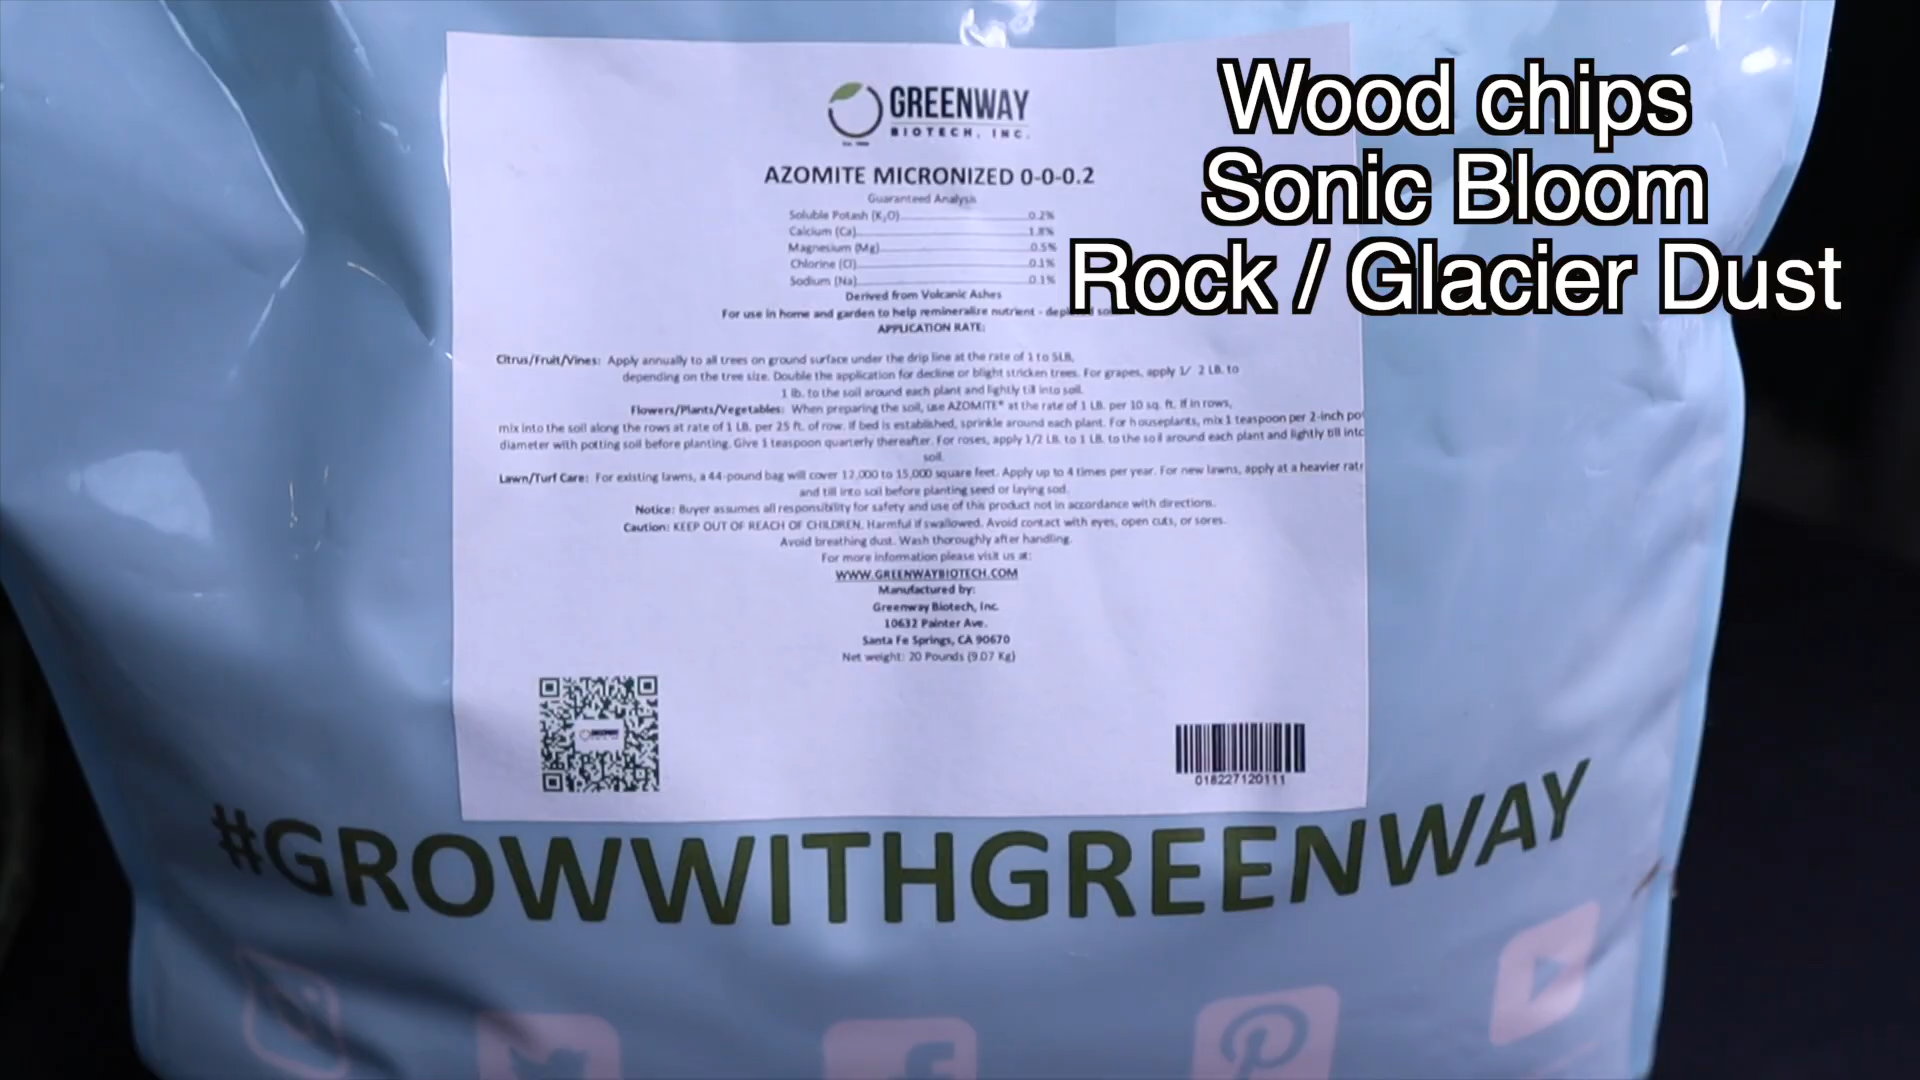 GREENWAY
BIOTECH, INC.
AZOMITE MICRONIZED 0-0-0.2
Guaranteed Analysis
Soluble Potash (K₂O) 0.2%
Calcium (Ca) 1.8%
Magnesium (Mg) 0.5%
Chlorine (Cl) 0.1%
Sodium (Na) 0.1%
Derived from Volcanic Ashes
For use in home and garden to help remineralize nutrient -
APPLICATION RATE:
Citrus/Fruit/Vines: Apply annually to all trees on ground surface under the drip line at the rate of 1 to 5LB,
depending on the tree size. Double the application for decline or blight stricken trees. For grapes, apply 1/ 2 LB. to
1 lb. to the soil around each plant and lightly till into soil.
Flowers/Plants/Vegetables: When preparing the soil, use AZOMITE® at the rate of 1 LB. per 10 sq. ft. If in rows,
mix into the soil along the rows at rate of 1 LB. per 25 ft. of row. If bed is established, sprinkle around each plant. For houseplants, mix 1 teaspoon per 2-inch po
diameter with potting soil before planting. Give 1 teaspoon quarterly thereafter. For roses, apply 1/2 LB. to 1 LB. to the soil around each plant and lightly till into
soil.
Lawn/Turf Care: For existing lawns, a 44-pound bag will cover 12,000 to 15,000 square feet. Apply up to 4 times per year. For new lawns, apply at a heavier rate
and till into soil before planting seed or laying sod.
Notice: Buyer assumes all responsibility for safety and use of this product not in accordance with directions.
Caution: KEEP OUT OF REACH OF CHILDREN. Harmful if swallowed. Avoid contact with eyes, open cuts, or sores.
Avoid breathing dust. Wash thoroughly after handling.
For more information please visit us at:
WWW.GREENWAYBIOTECH.COM
Manufactured by:
Greenway Biotech, Inc.
10632 Painter Ave.
Santa Fe Springs, CA 90670
Net weight: 20 Pounds (9.07 Kg)
018227120111
#GROWWITHGREENWAY
Wood chips
Sonic Bloom
Rock / Glacier Dust